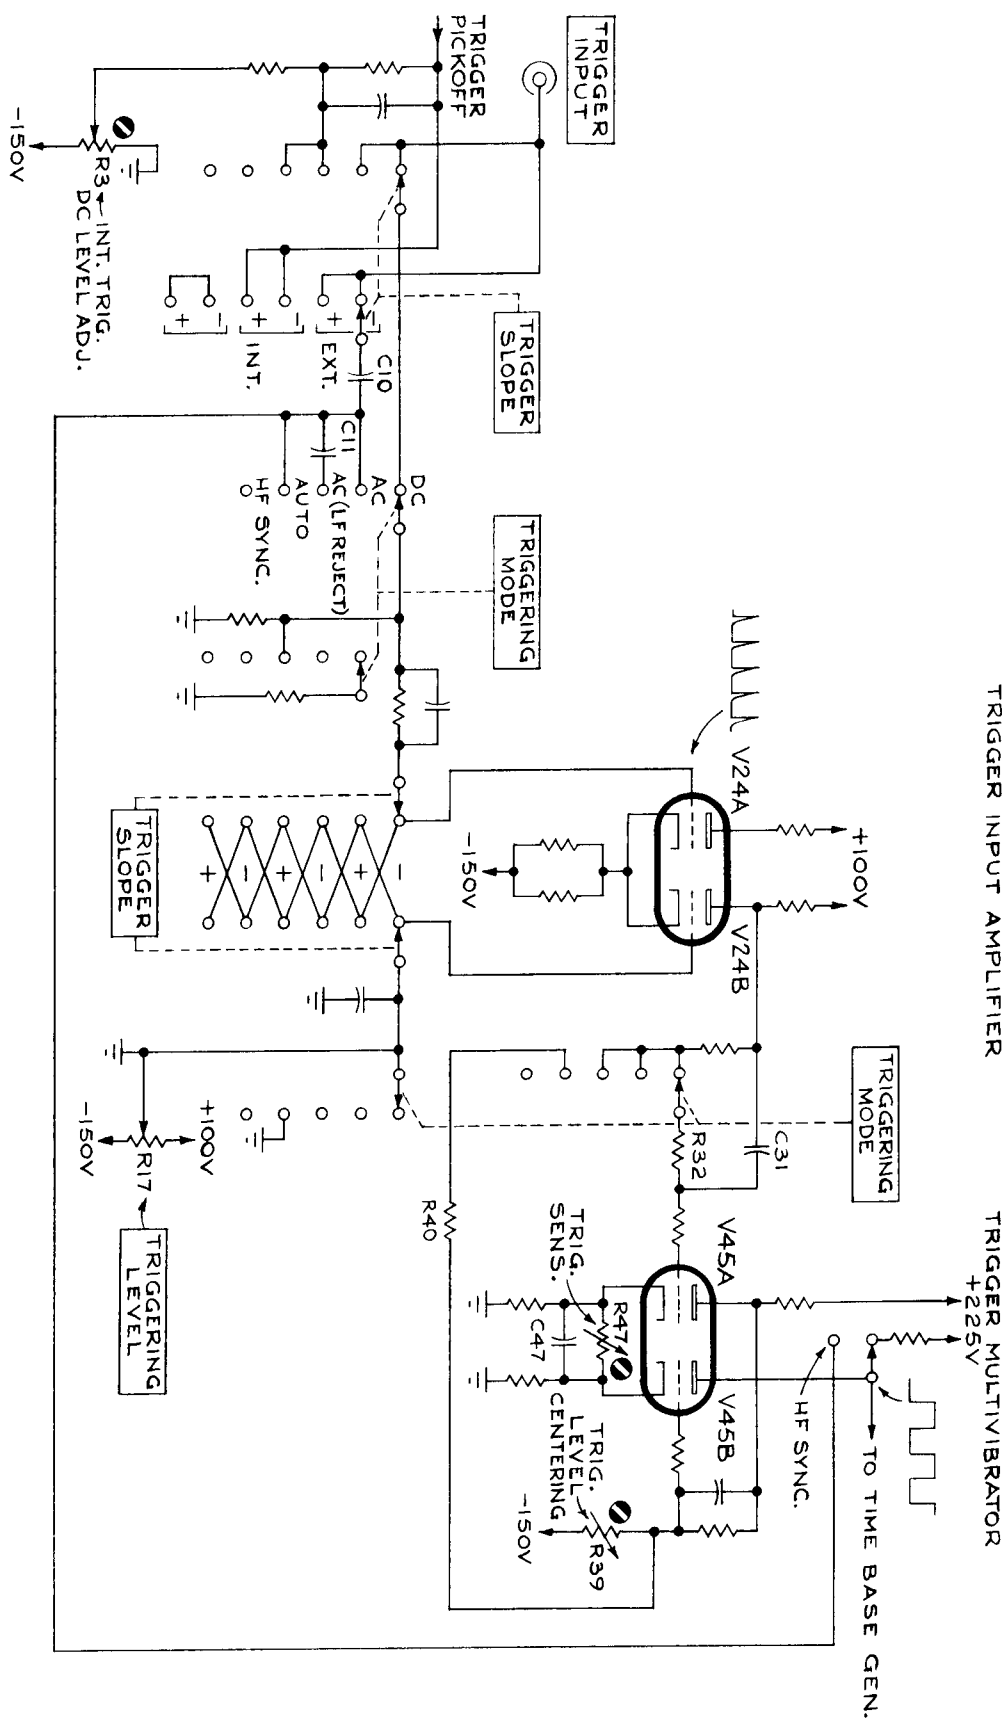 TRIGGER INPUT AMPLIFIER
TRIGGER MULTIVIBRATOR
+225V
+100V
TO TIME BASE GEN.
HF SYNC.
TRIGGERING
MODE
V24A
V24B
V45A
V45B
C31
R32
R47
TRIG.
SENS.
C47
TRIG.
LEVEL
CENTERING
R39
-150V
-150V
R40
TRIGGER
INPUT
TRIGGER
PICKOFF
TRIGGER
SLOPE
TRIGGERING
MODE
DC
AC
AC (LF REJECT)
AUTO
HF SYNC.
C10
C11
-
+
EXT.
-
+
INT.
-
+
-
+
-
+
-
+
TRIGGER
SLOPE
R3
INT. TRIG.
DC LEVEL ADJ.
-150V
+100V
R17
-150V
TRIGGERING
LEVEL